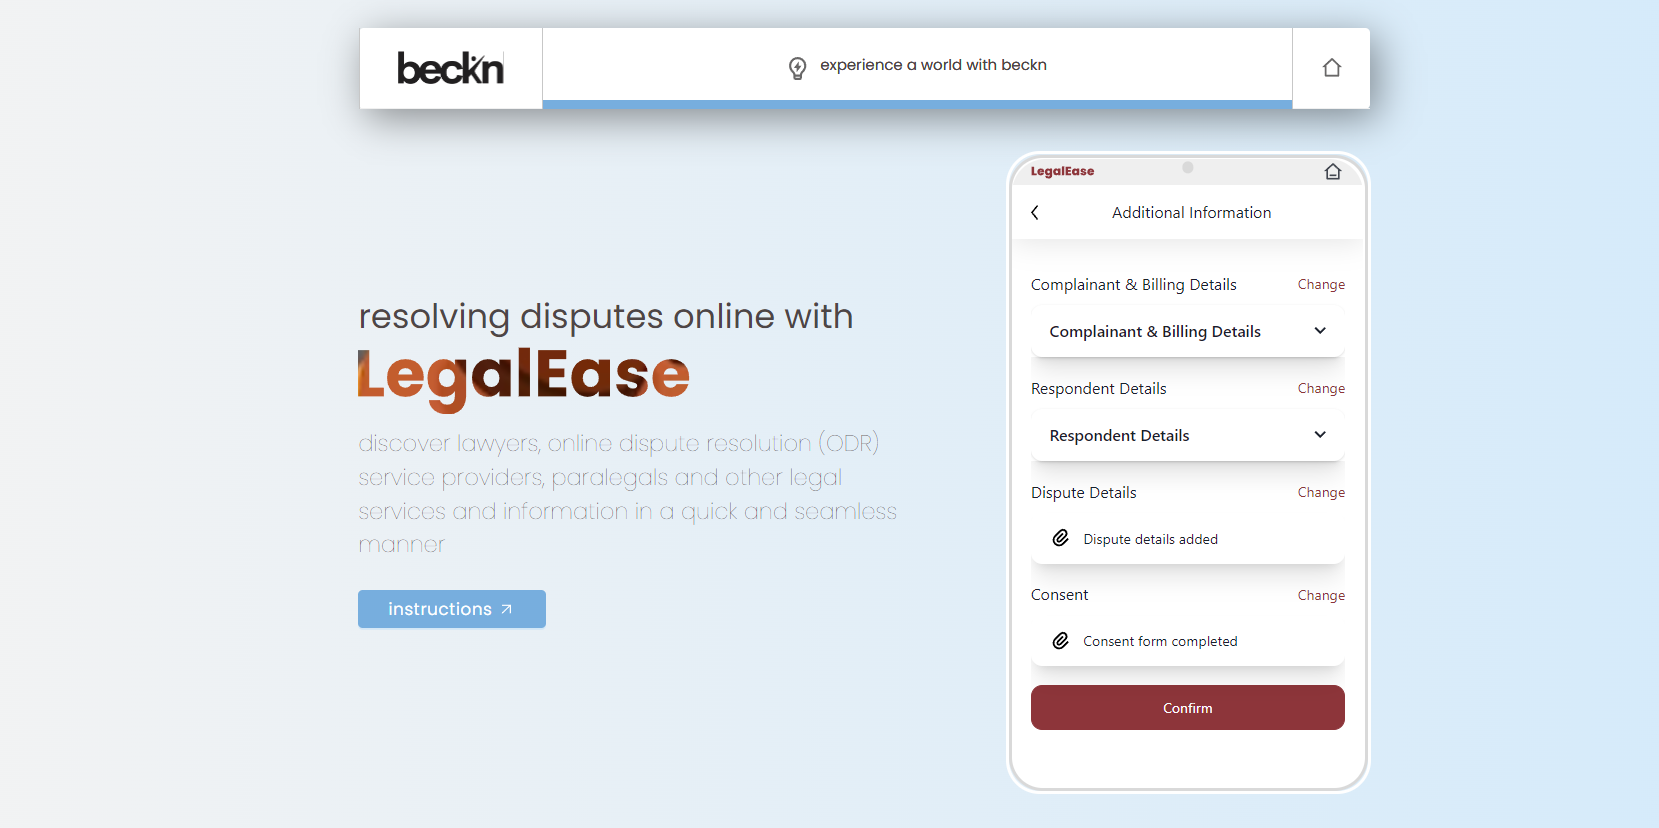 beckn
experience a world with beckn
resolving disputes online with
LegalEase
discover lawyers, online dispute resolution (ODR)
service providers, paralegals and other legal
services and information in a quick and seamless
manner
instructions
LegalEase
Additional Information
Complainant & Billing Details Change
Complainant & Billing Details
Respondent Details Change
Respondent Details
Dispute Details Change
Dispute details added
Consent Change
Consent form completed
Confirm